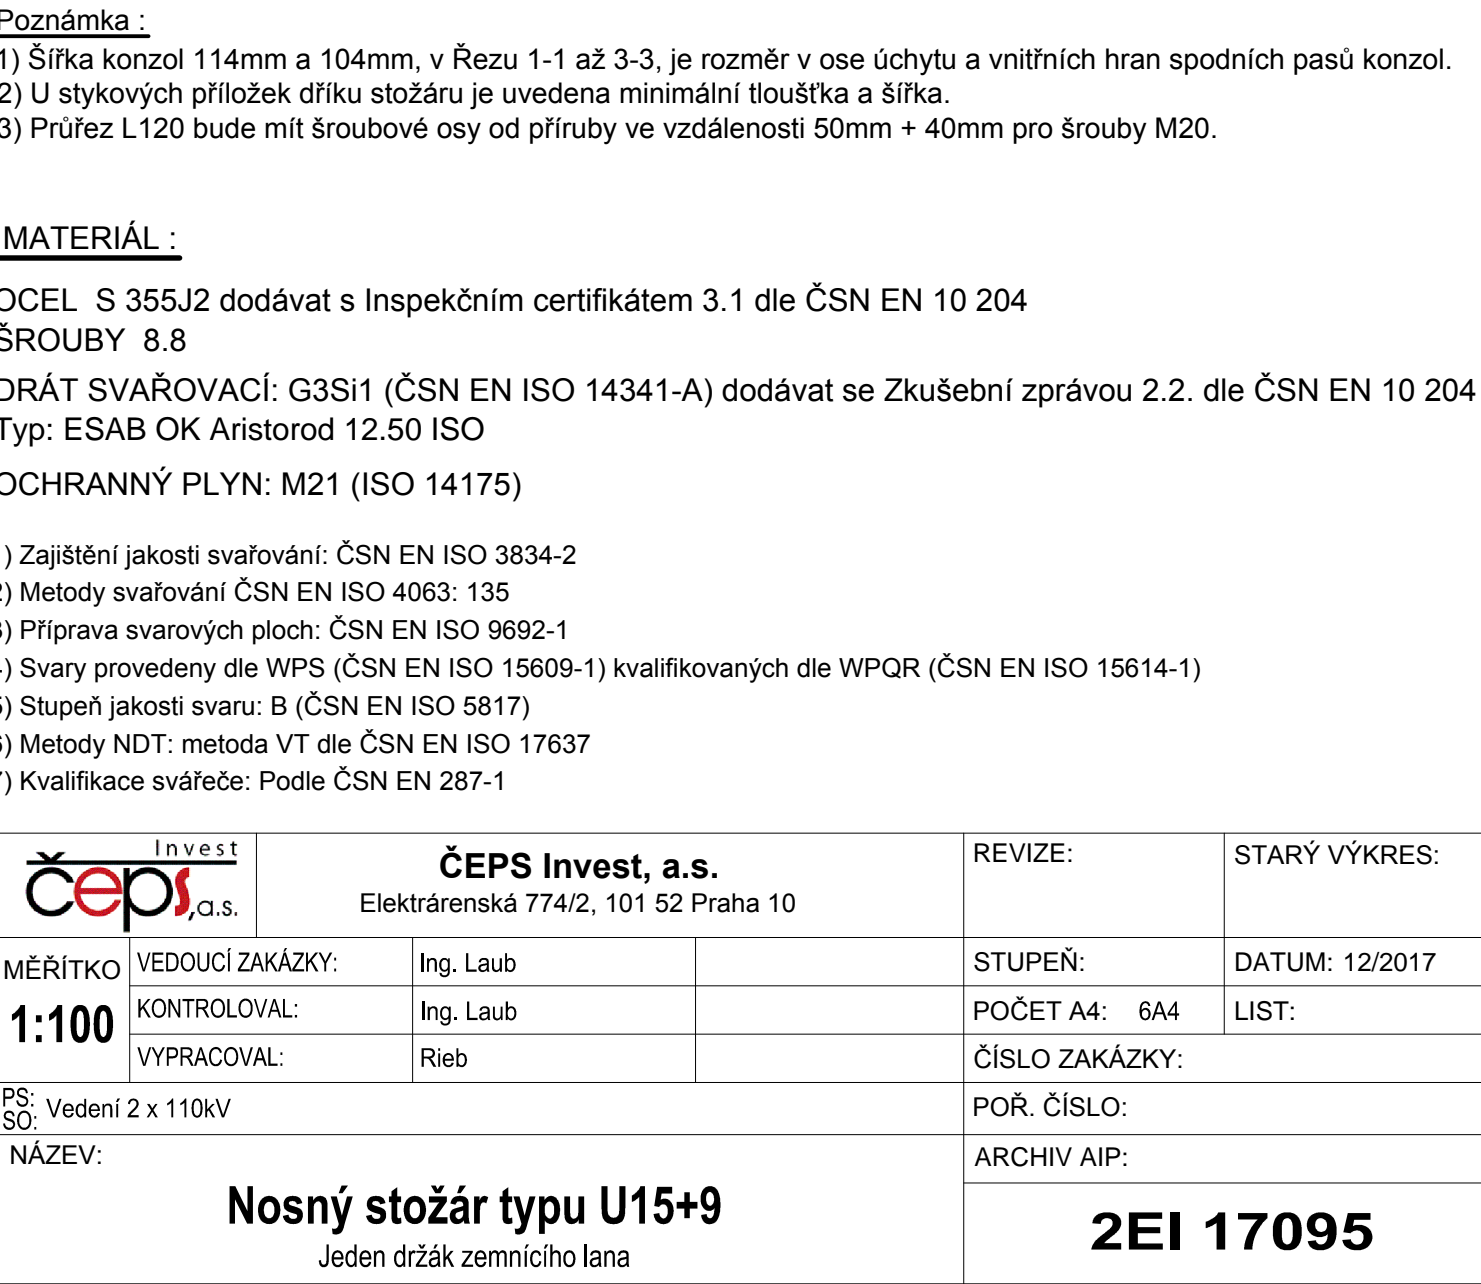 Poznámka :
1) Šířka konzol 114mm a 104mm, v Řezu 1-1 až 3-3, je rozměr v ose úchytu a vnitřních hran spodních pasů konzol.
2) U stykových příložek dříku stožáru je uvedena minimální tloušťka a šířka.
3) Průřez L120 bude mít šroubové osy od příruby ve vzdálenosti 50mm + 40mm pro šrouby M20.
MATERIÁL :
OCEL S 355J2 dodávat s Inspekčním certifikátem 3.1 dle ČSN EN 10 204
ŠROUBY 8.8
DRÁT SVAŘOVACÍ: G3Si1 (ČSN EN ISO 14341-A) dodávat se Zkušební zprávou 2.2. dle ČSN EN 10 204
Typ: ESAB OK Aristorod 12.50 ISO
OCHRANNÝ PLYN: M21 (ISO 14175)
1) Zajištění jakosti svařování: ČSN EN ISO 3834-2
2) Metody svařování ČSN EN ISO 4063: 135
3) Příprava svarových ploch: ČSN EN ISO 9692-1
4) Svary provedeny dle WPS (ČSN EN ISO 15609-1) kvalifikovaných dle WPQR (ČSN EN ISO 15614-1)
5) Stupeň jakosti svaru: B (ČSN EN ISO 5817)
6) Metody NDT: metoda VT dle ČSN EN ISO 17637
7) Kvalifikace svářeče: Podle ČSN EN 287-1
Invest
čeps,a.s.
ČEPS Invest, a.s.
Elektrárenská 774/2, 101 52 Praha 10
REVIZE:
STARÝ VÝKRES:
MĚŘÍTKO
1:100
VEDOUCÍ ZAKÁZKY: Ing. Laub
STUPEŇ:
DATUM: 12/2017
KONTROLOVAL: Ing. Laub
POČET A4: 6A4
LIST:
VYPRACOVAL: Rieb
ČÍSLO ZAKÁZKY:
PS:
SO: Vedení 2 x 110kV
POŘ. ČÍSLO:
NÁZEV:
ARCHIV AIP:
Nosný stožár typu U15+9
Jeden držák zemnícího lana
2EI 17095